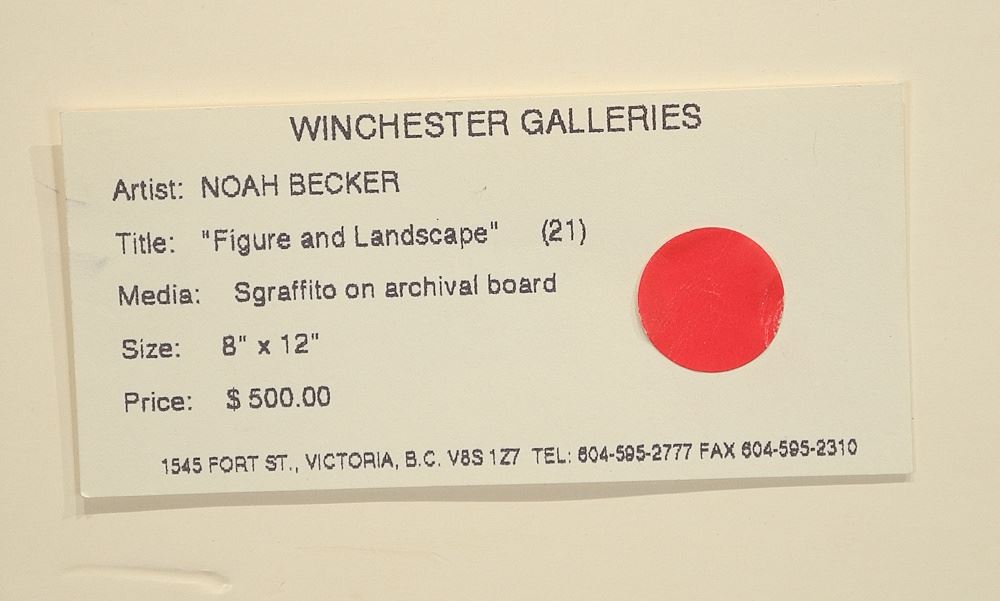 WINCHESTER GALLERIES
Artist: NOAH BECKER
Title: "Figure and Landscape" (21)
Media: Sgraffito on archival board
Size: 8" x 12"
Price: $ 500.00
1545 FORT ST., VICTORIA, B.C. V8S 1Z7 TEL: 604-595-2777 FAX 604-595-2310